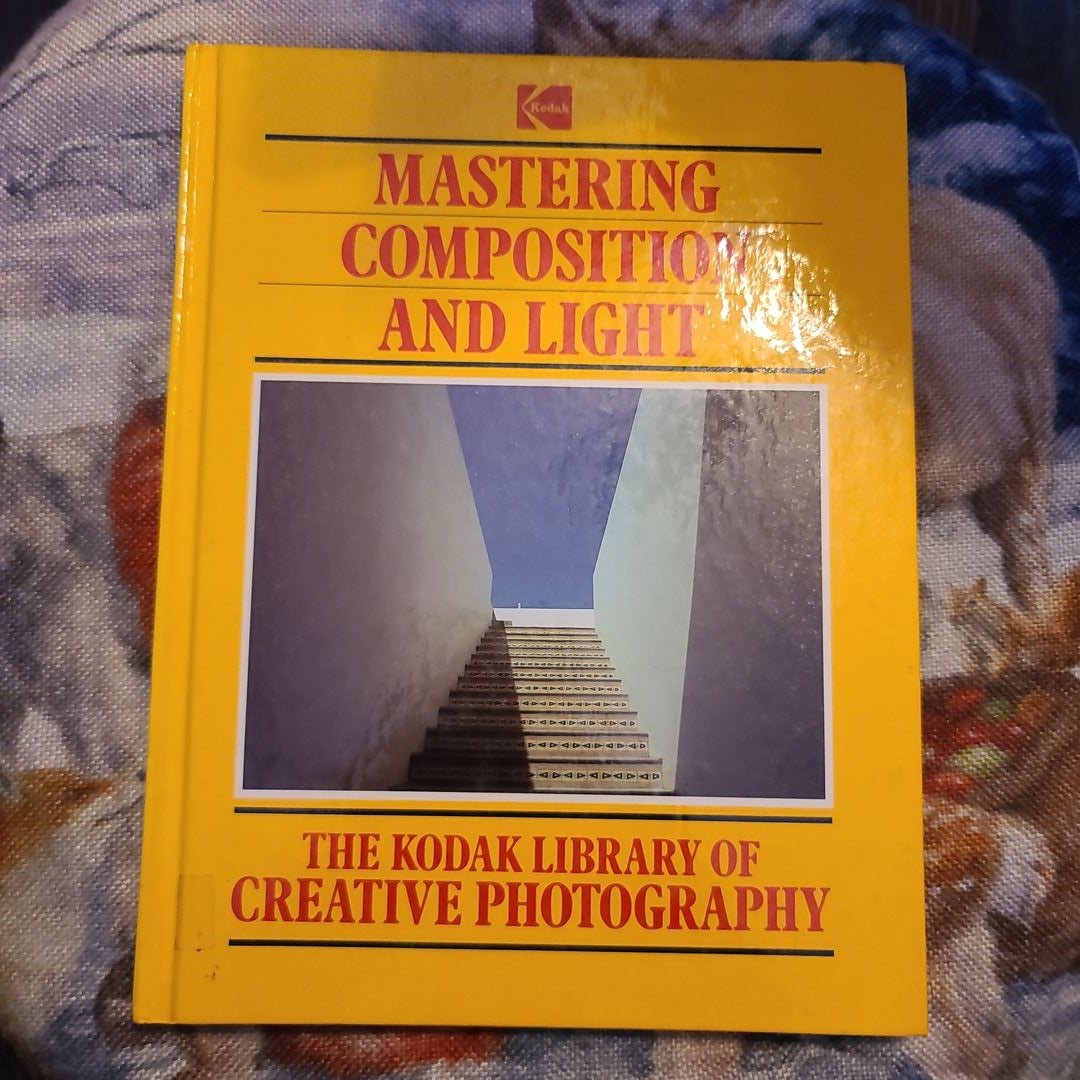 Kodak
MASTERING
COMPOSITION
AND LIGHT
THE KODAK LIBRARY OF
CREATIVE PHOTOGRAPHY